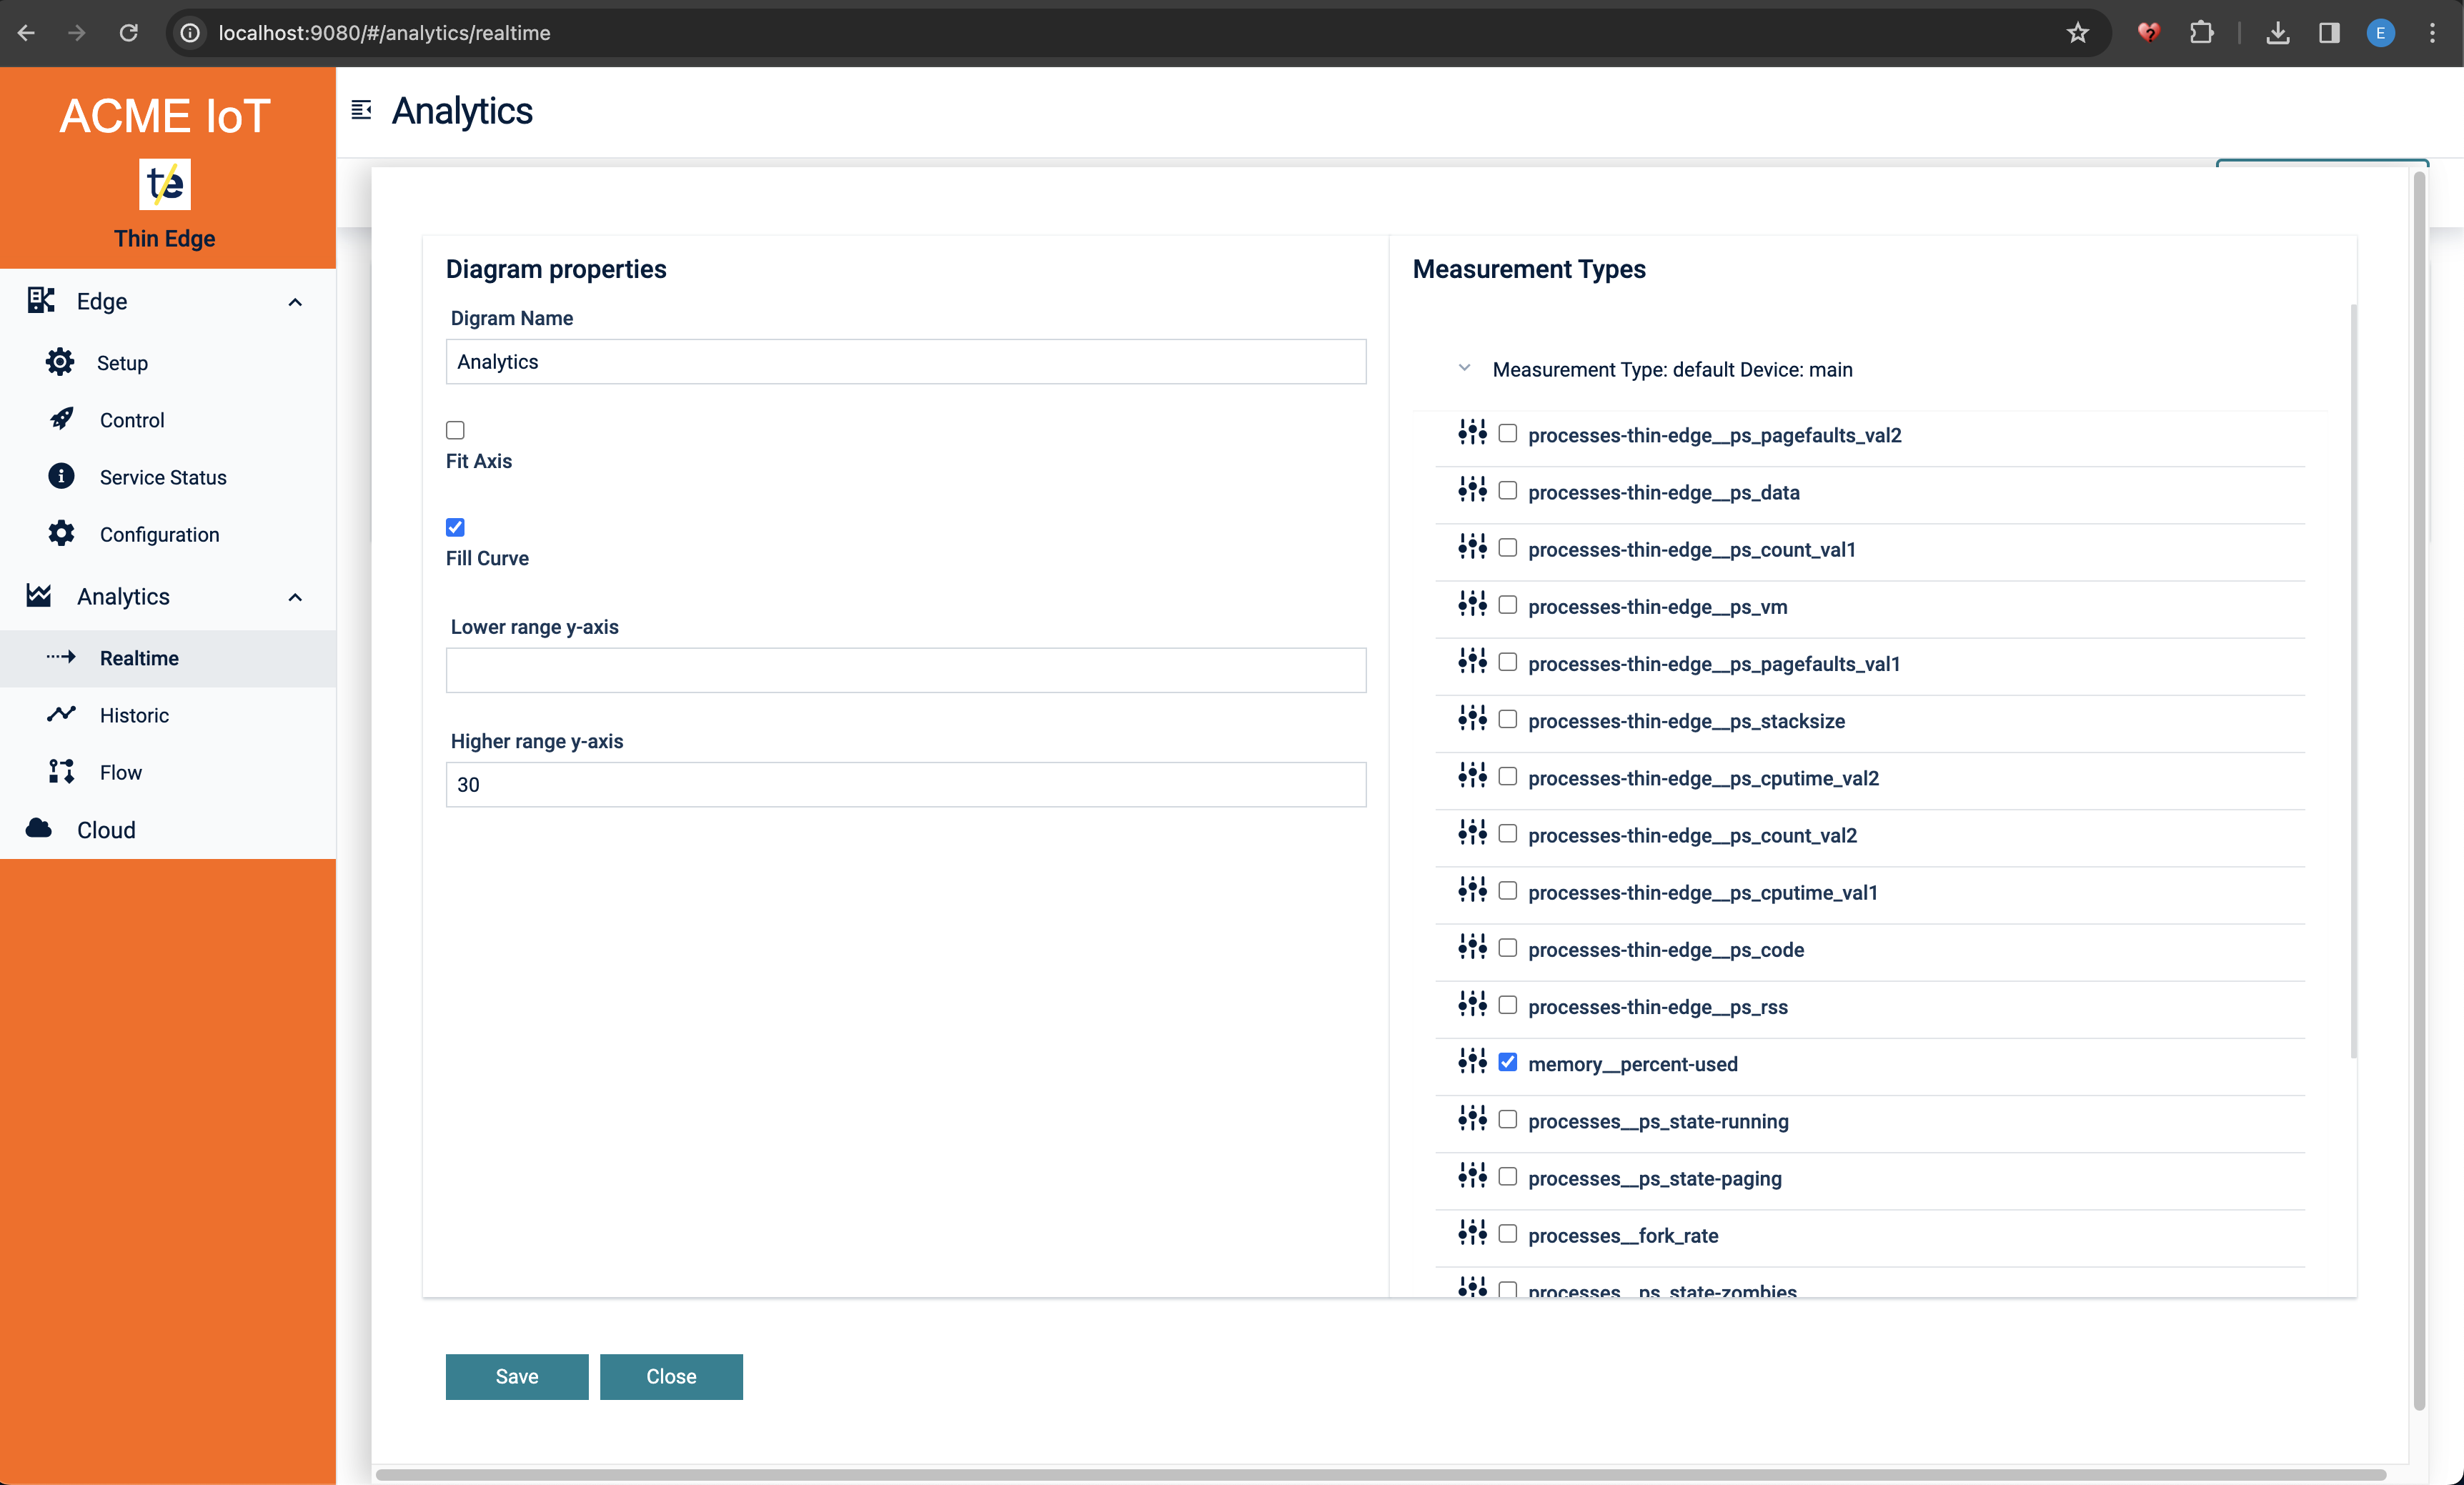 localhost:9080/#/analytics/realtime
E
ACME IoT
te
Thin Edge
Edge
Setup
Control
Service Status
Configuration
Analytics
Realtime
Historic
Flow
Cloud
Analytics
Diagram properties
Digram Name
Analytics
Fit Axis
Fill Curve
Lower range y-axis
Higher range y-axis
30
Measurement Types
Measurement Type: default Device: main
processes-thin-edge__ps_pagefaults_val2
processes-thin-edge__ps_data
processes-thin-edge__ps_count_val1
processes-thin-edge__ps_vm
processes-thin-edge__ps_pagefaults_val1
processes-thin-edge__ps_stacksize
processes-thin-edge__ps_cputime_val2
processes-thin-edge__ps_count_val2
processes-thin-edge__ps_cputime_val1
processes-thin-edge__ps_code
processes-thin-edge__ps_rss
memory__percent-used
processes__ps_state-running
processes__ps_state-paging
processes__fork_rate
processes__ps_state-zombies
Save
Close